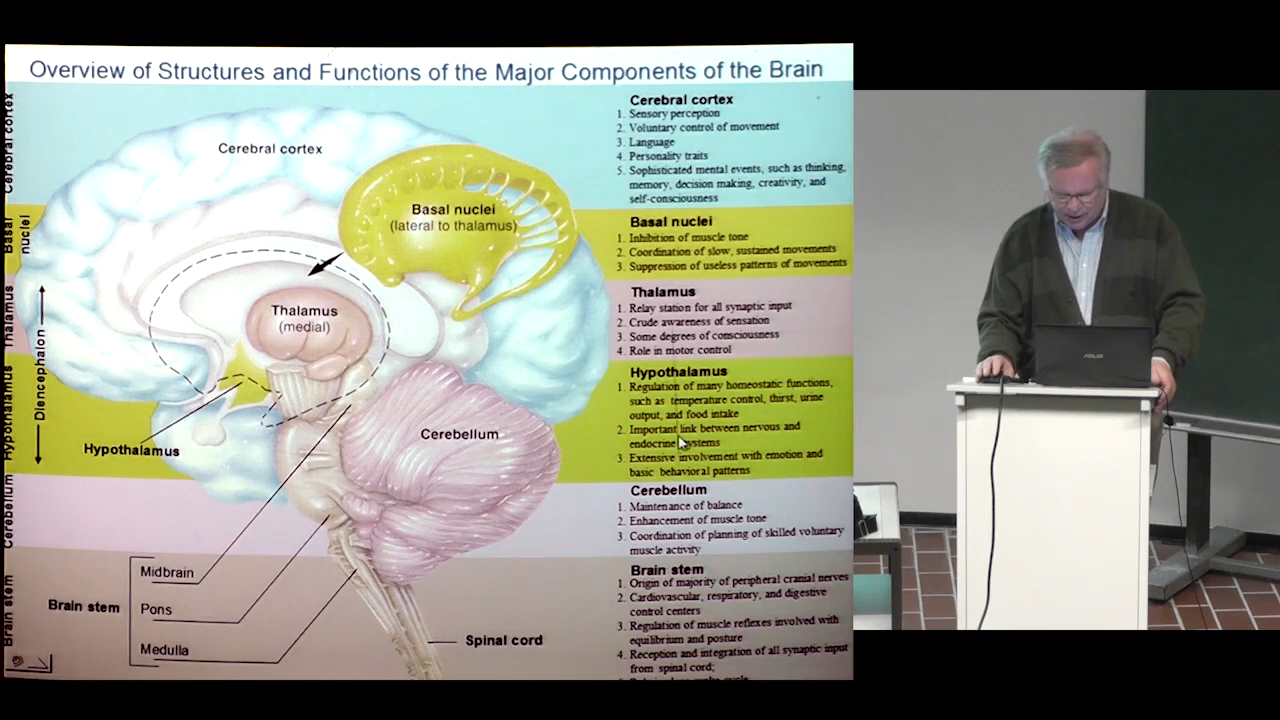 Overview of Structures and Functions of the Major Components of the Brain
Cerebral cortex
Basal
nuclei
Thalamus
Hypothalamus
Cerebellum
Brain stem
Diencephalon
Cerebral cortex
Basal nuclei
(lateral to thalamus)
Thalamus
(medial)
Hypothalamus
Cerebellum
Midbrain
Brain stem
Pons
Medulla
Spinal cord
Cerebral cortex
1. Sensory perception
2. Voluntary control of movement
3. Language
4. Personality traits
5. Sophisticated mental events, such as thinking,
memory, decision making, creativity, and
self-consciousness
Basal nuclei
1. Inhibition of muscle tone
2. Coordination of slow, sustained movements
3. Suppression of useless patterns of movements
Thalamus
1. Relay station for all synaptic input
2. Crude awareness of sensation
3. Some degrees of consciousness
4. Role in motor control
Hypothalamus
1. Regulation of many homeostatic functions,
such as temperature control, thirst, urine
output, and food intake
2. Important link between nervous and
endocrine systems
3. Extensive involvement with emotion and
basic behavioral patterns
Cerebellum
1. Maintenance of balance
2. Enhancement of muscle tone
3. Coordination of planning of skilled voluntary
muscle activity
Brain stem
1. Origin of majority of peripheral cranial nerves
2. Cardiovascular, respiratory, and digestive
control centers
3. Regulation of muscle reflexes involved with
equilibrium and posture
4. Reception and integration of all synaptic input
from spinal cord;
ASUS